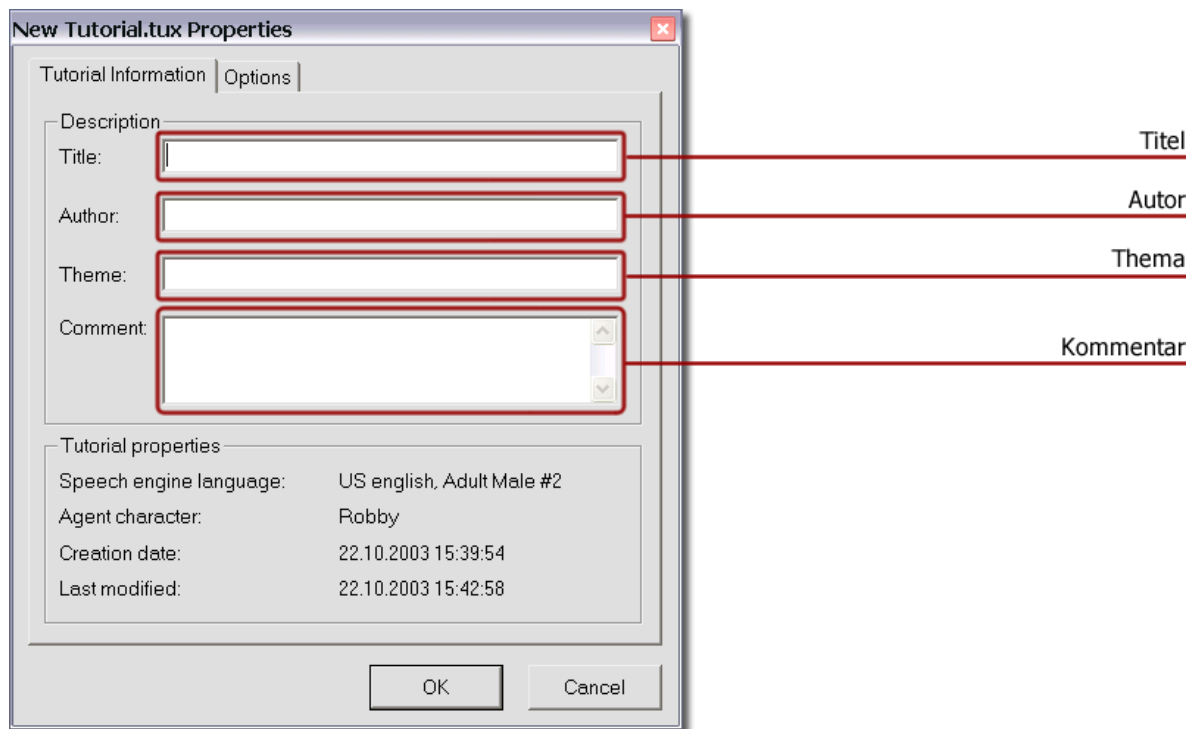 New Tutorial.tux Properties
Tutorial Information
Options
Description
Title:
Titel
Author:
Autor
Theme:
Thema
Comment:
Kommentar
Tutorial properties
Speech engine language: US english, Adult Male #2
Agent character: Robby
Creation date: 22.10.2003 15:39:54
Last modified: 22.10.2003 15:42:58
OK
Cancel